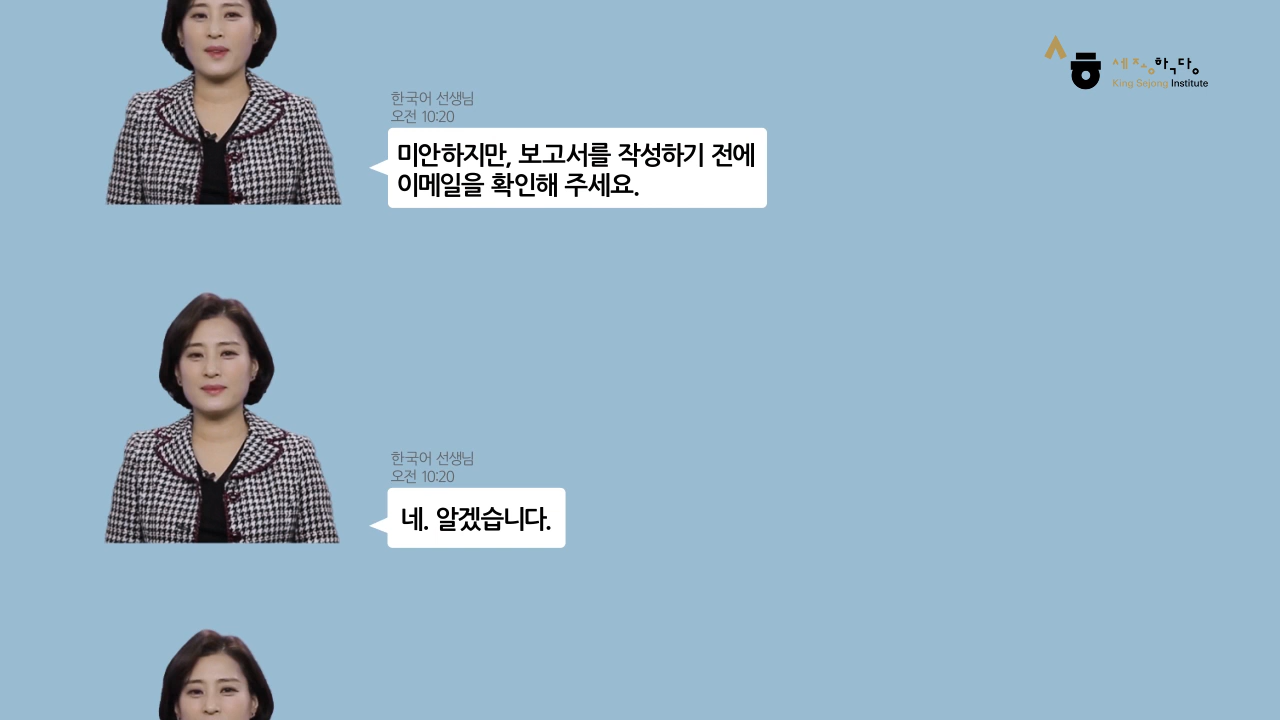 세종학당
King Sejong Institute
한국어 선생님
오전 10:20
미안하지만, 보고서를 작성하기 전에
이메일을 확인해 주세요.
한국어 선생님
오전 10:20
네. 알겠습니다.